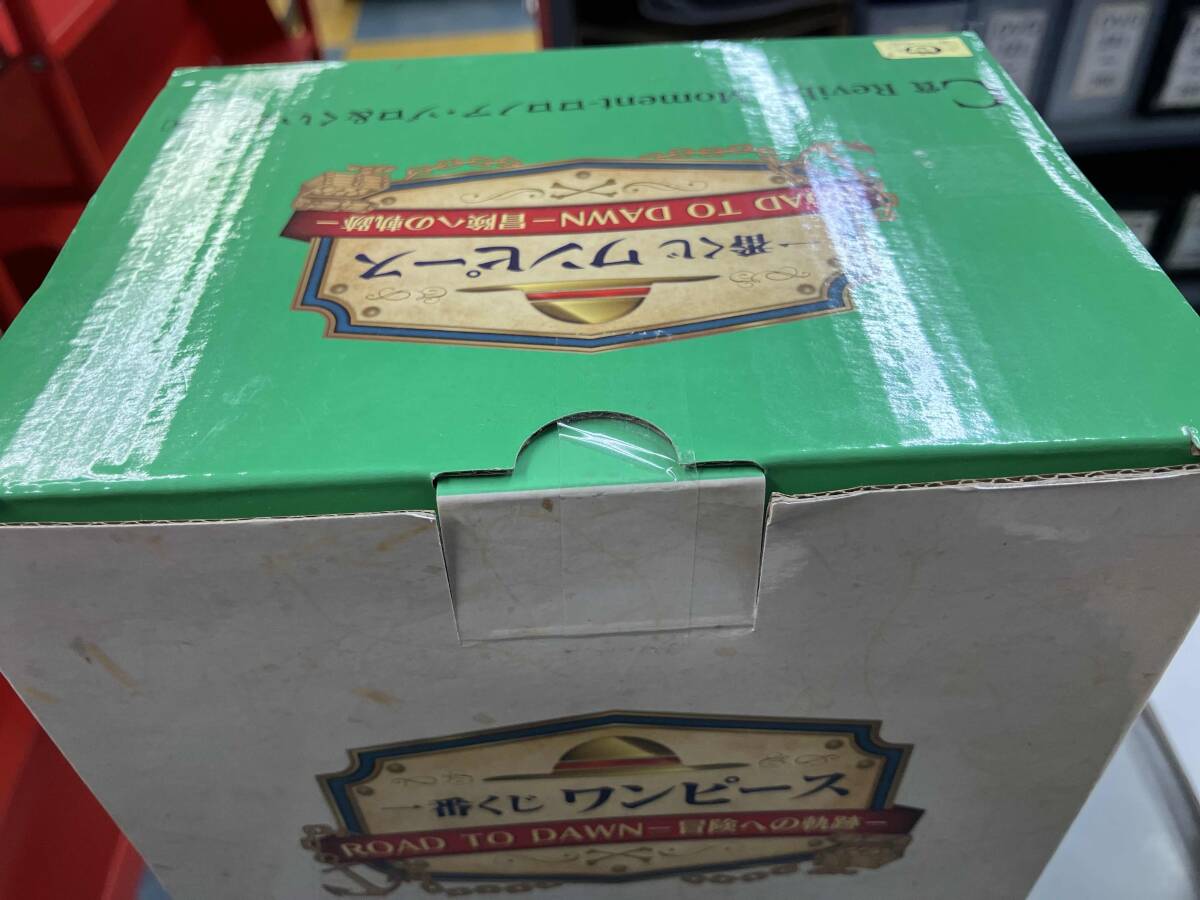 C賞 Revible Moment-ロロノア・ゾロ&くい
一番くじ ワンピース
ROAD TO DAWN−冒険への軌跡−
一番くじ ワンピース
ROAD TO DAWN−冒険への軌跡−
DVD